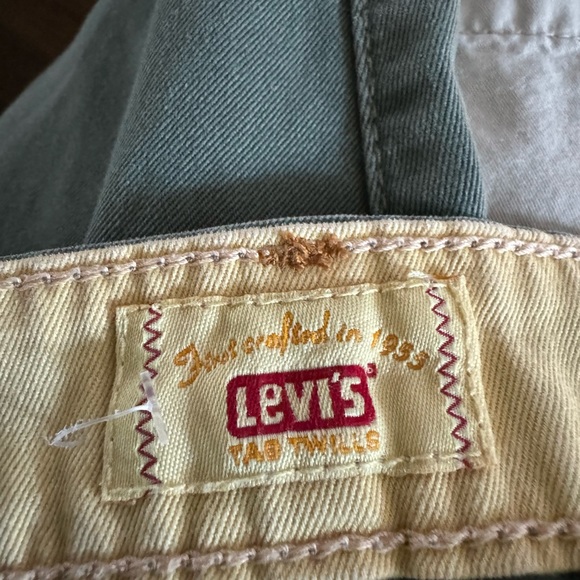 First crafted in 1953
LEVI'S®
TAB TWILLS